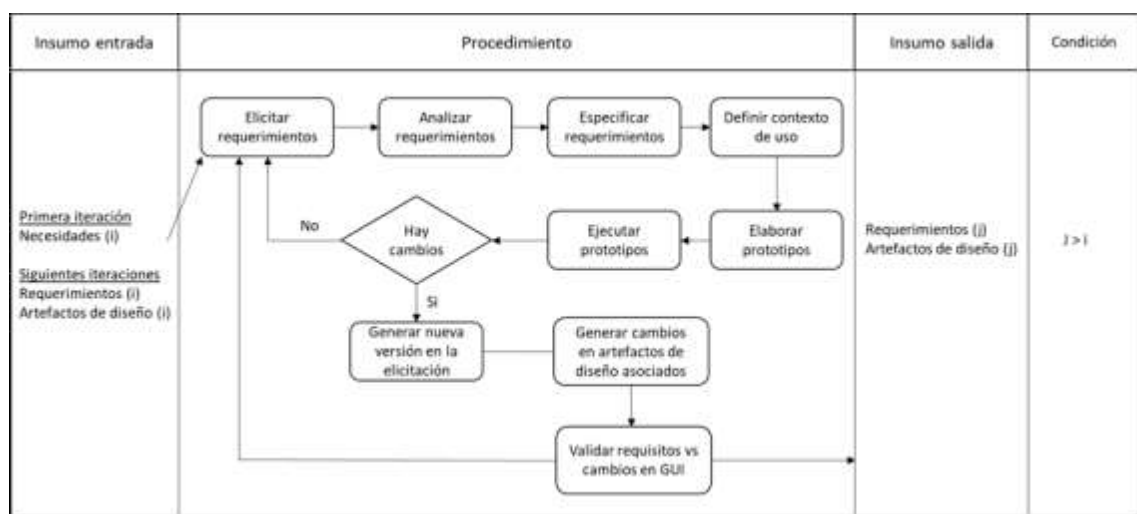 Insumo entrada
Procedimiento
Insumo salida
Condición
Elicitar
requerimientos
Analizar
requerimientos
Especificar
requerimientos
Definir contexto
de uso
Primera iteración
Necesidades (i)
Siguientes iteraciones
Requerimientos (i)
Artefactos de diseño (i)
No
Hay
cambios
Ejecutar
prototipos
Elaborar
prototipos
Requerimientos (j)
Artefactos de diseño (j)
J > i
Si
Generar nueva
versión en la
elicitación
Generar cambios
en artefactos de
diseño asociados
Validar requisitos vs
cambios en GUI